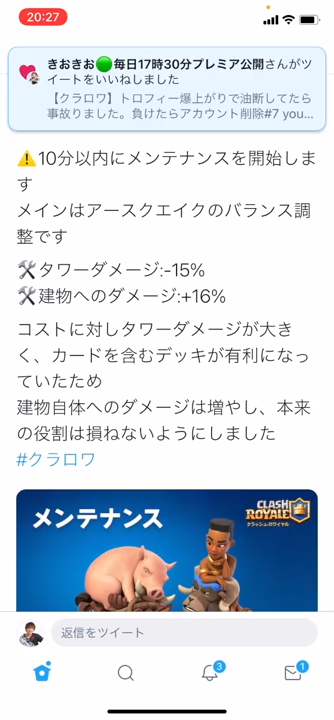 20:27
きおきお🟢毎日17時30分プレミア公開さんがツ
イートをいいねしました
【クラロワ】トロフィー爆上がりで油断してたら
事故りました。負けたらアカウント削除#7 you...
⚠️10分以内にメンテナンスを開始しま
す
メインはアースクエイクのバランス調
整です
🛠タワーダメージ:-15%
🛠建物へのダメージ:+16%
コストに対しタワーダメージが大き
く、カードを含むデッキが有利になっ
ていたため
建物自体へのダメージは増やし、本来
の役割は損ねないようにしました
#クラロワ
メンテナンス
CLASH
ROYALE
クラッシュ・ロワイヤル
返信をツイート
3
1